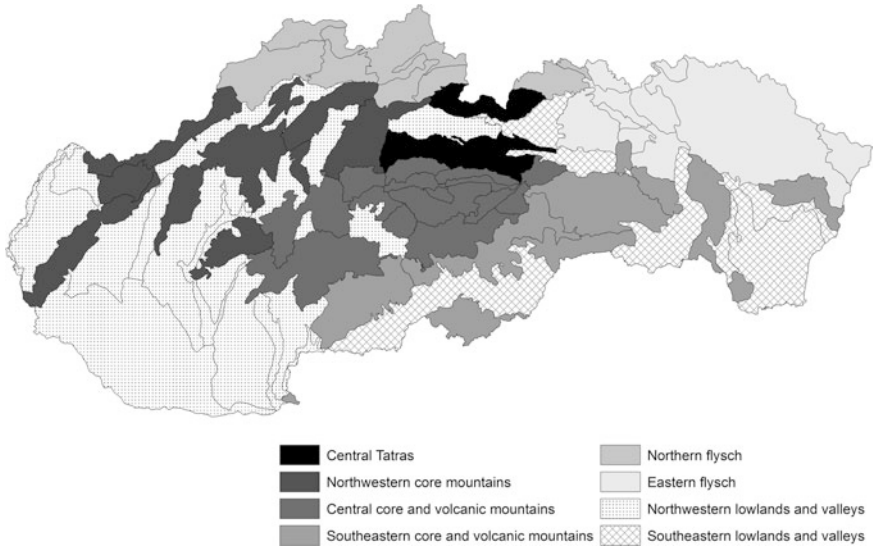 Central Tatras
Northwestern core mountains
Central core and volcanic mountains
Southeastern core and volcanic mountains
Northern flysch
Eastern flysch
Northwestern lowlands and valleys
Southeastern lowlands and valleys